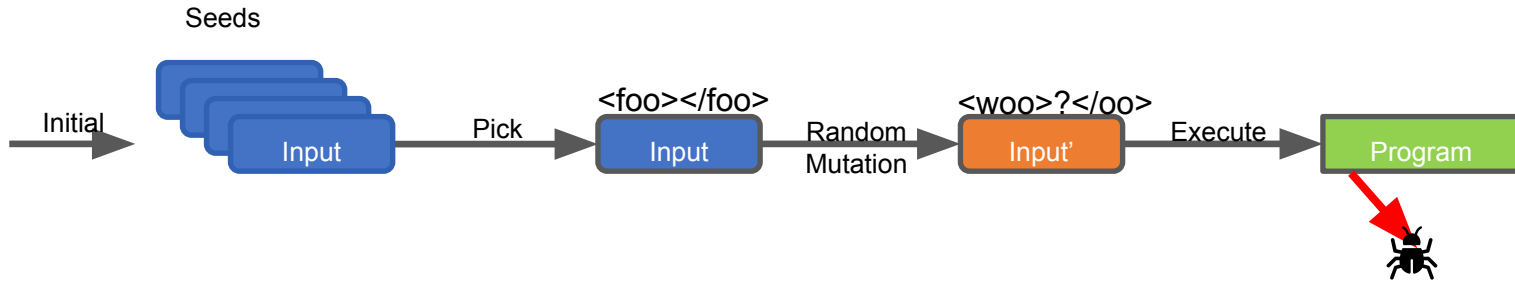 Seeds
Initial
Input
Pick
<foo></foo>
Input
Random
Mutation
<woo>?</oo>
Input’
Execute
Program